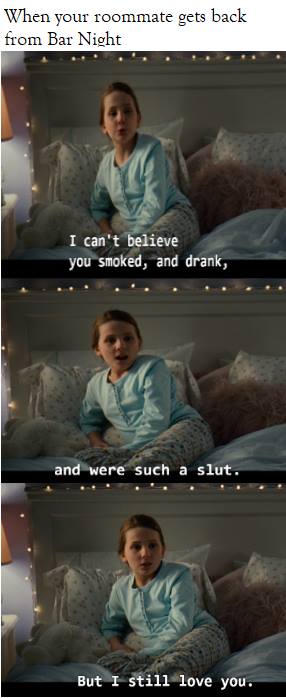 When your roommate gets back
from Bar Night
I can't believe
you smoked, and drank,
and were such a slut.
But I still love you.